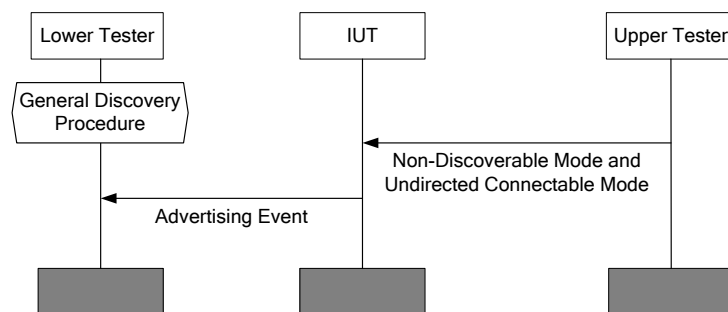 Lower Tester
IUT
Upper Tester
General Discovery
Procedure
Non-Discoverable Mode and
Undirected Connectable Mode
Advertising Event